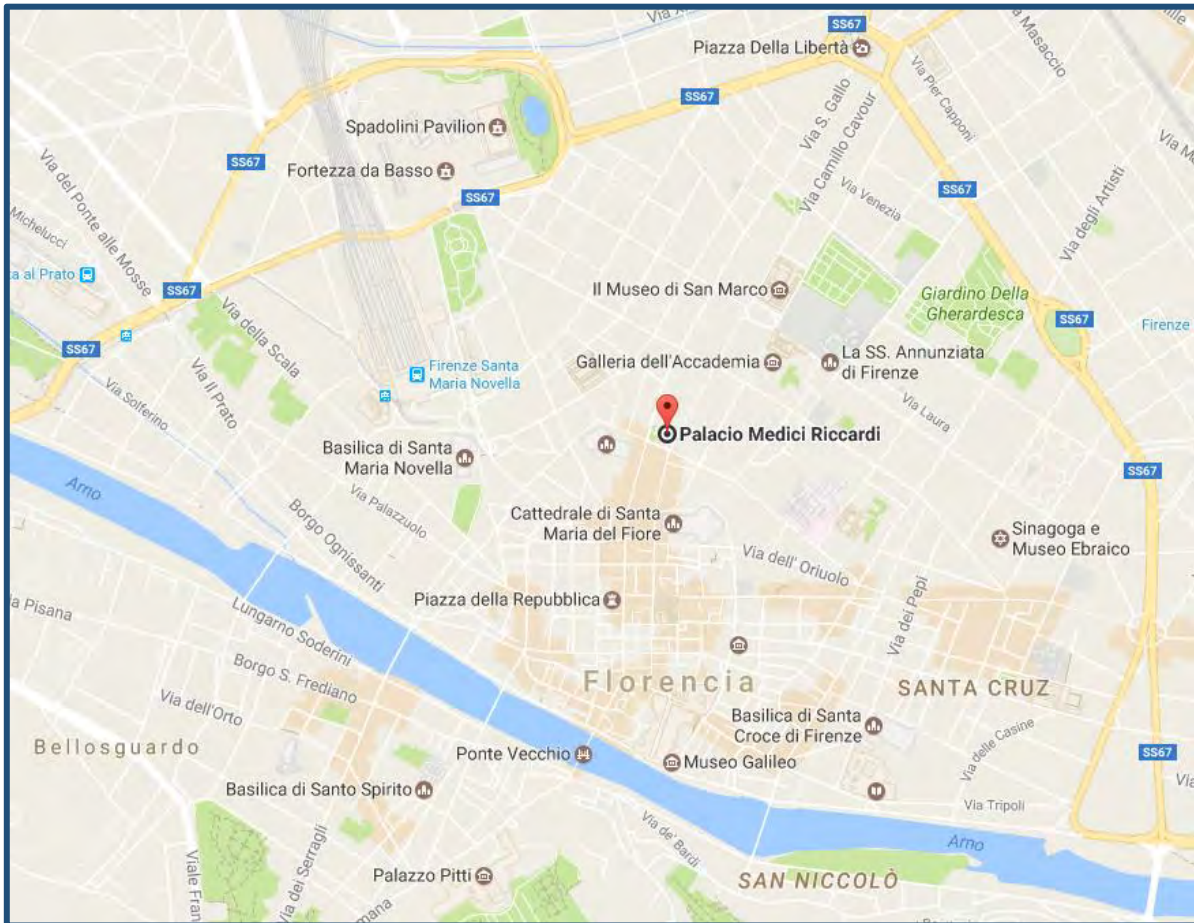 SS67
Piazza Della Libertà
Via Masaccio
Via Pier Capponi
SS67
Via S. Gallo
Via Camillo Cavour
Spadolini Pavilion
Fortezza da Basso
SS67
SS67
SS67
Via Venezia
Via degli Artisti
Via del Ponte alle Mosse
Michelucci
ta al Prato
SS67
Il Museo di San Marco
Giardino Della
Gherardesca
SS67
Firenze
SS67
Via della Scala
Via Il Prato
Via Solferino
Firenze Santa
Maria Novella
Galleria dell'Accademia
La SS. Annunziata
di Firenze
Via Laura
Palacio Medici Riccardi
Basilica di Santa
Maria Novella
SS67
Arno
Via Palazzuolo
Borgo Ognissanti
Cattedrale di Santa
Maria del Fiore
Via dell' Oriuolo
Sinagoga e
Museo Ebraico
Pisana
Lungarno Soderini
Piazza della Repubblica
Via dei Pepi
Borgo S. Frediano
Via dell'Orto
Florencia
SANTA CRUZ
Bellosguardo
Ponte Vecchio
Basilica di Santa
Croce di Firenze
Via delle Casine
SS67
Museo Galileo
Basilica di Santo Spirito
Via Tripoli
Via de' Bardi
Arno
Via dei Serragli
Viale Fran
Palazzo Pitti
SAN NICCOLÒ
mana